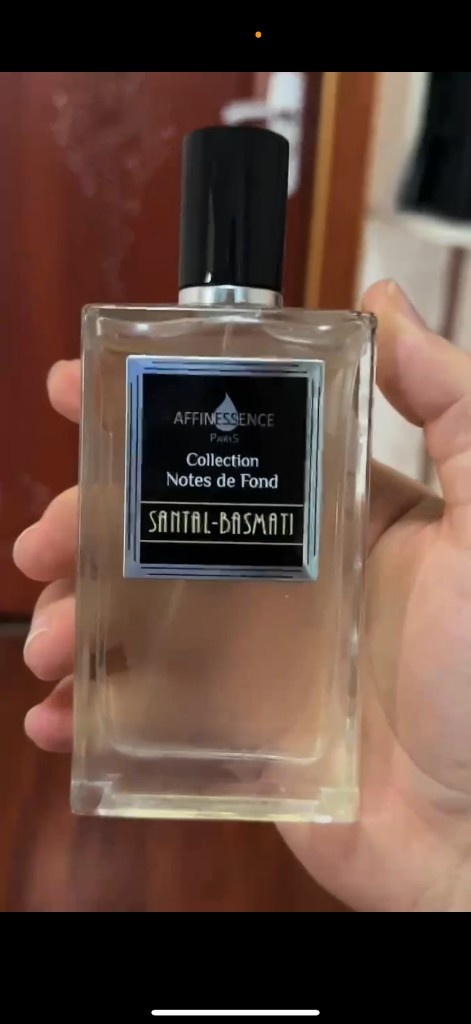 AFFINESSENCE
PARIS
Collection
Notes de Fond
SANTAL-BASMATI